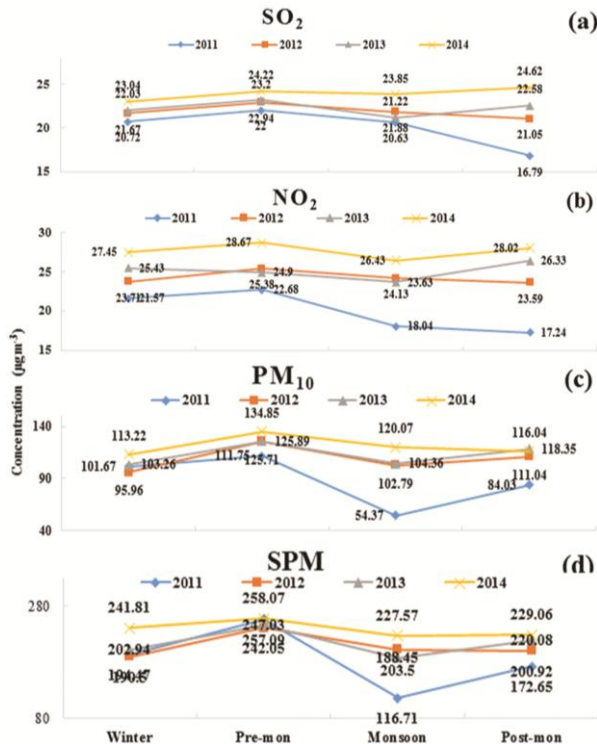 SO2 (a)
2011 2012 2013 2014
25
20
15
23.04 24.22 23.85 24.62
22.03 23.2 21.22 22.58
21.67 22.94 21.88 21.05
20.72 22 20.63 16.79
NO2 (b)
2011 2012 2013 2014
30
25
20
15
27.45 28.67 26.43 28.02
25.43 24.9 23.63 26.33
21.57 25.38 22.68 24.13 23.59
18.04 17.24
Concentration (µgm-3)
PM10 (c)
2011 2012 2013 2014
140
90
40
113.22 134.85 120.07 116.04
101.67 103.26 111.75 125.89 104.36 118.35
95.96 125.71 102.79 111.04
54.37 84.03
SPM (d)
2011 2012 2013 2014
280
80
241.81 258.07 227.57 229.06
202.94 247.03 188.45 220.08
257.09 203.5 200.92
242.05 172.65
116.71
Winter Pre-mon Monsoon Post-mon